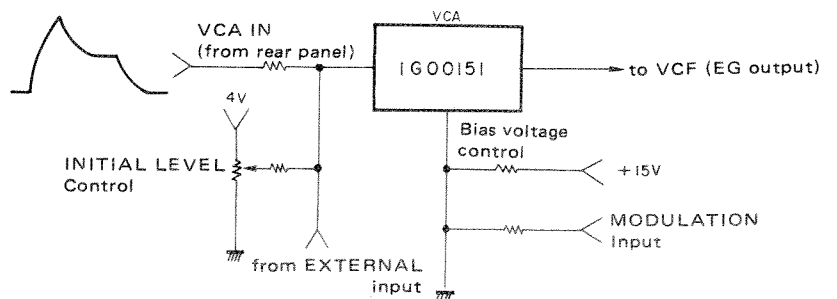 VCA IN
(from rear panel)
VCA
IG00151
to VCF (EG output)
4V
Bias voltage
control
INITIAL LEVEL
Control
+15V
MODULATION
Input
from EXTERNAL
input